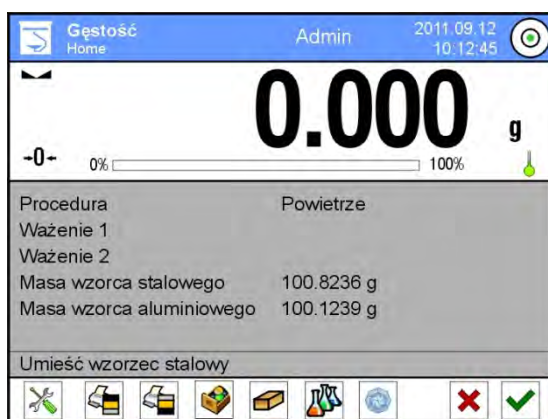 Gęstość Admin 2011.09.12
Home 10:12:45
0.000 g
→0← 0% 100%
Procedura Powietrze
Ważenie 1
Ważenie 2
Masa wzorca stalowego 100.8236 g
Masa wzorca aluminiowego 100.1239 g
Umieść wzorzec stalowy